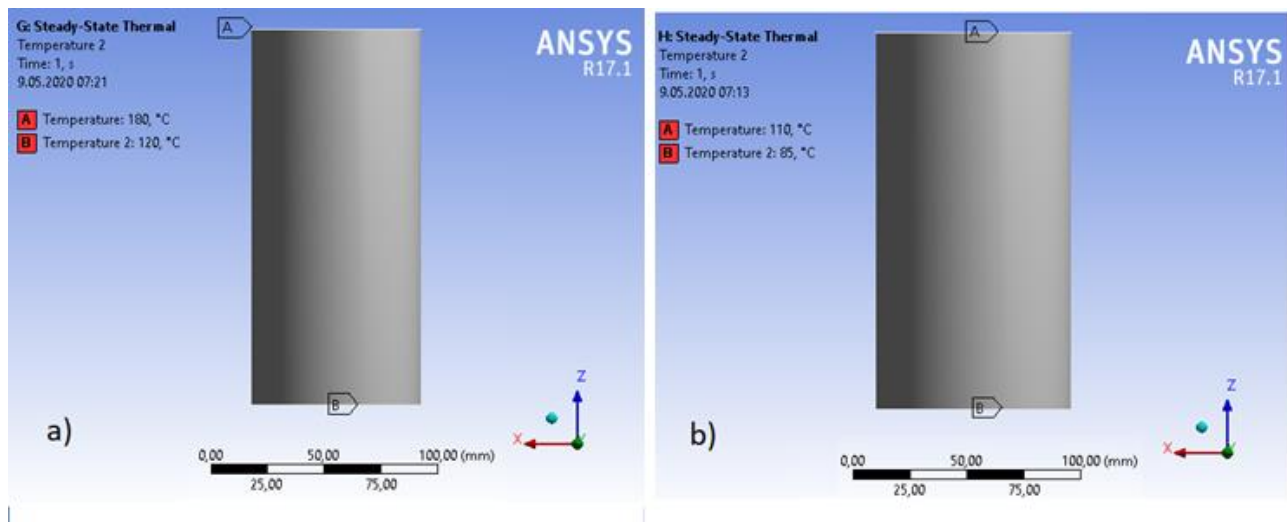 G: Steady-State Thermal
Temperature 2
Time: 1, s
9.05.2020 07:21
A Temperature: 180, °C
B Temperature 2: 120, °C
A
ANSYS
R17.1
B
Z
X
Y
a)
0,00 50,00 100,00 (mm)
25,00 75,00
H: Steady-State Thermal
Temperature 2
Time: 1, s
9.05.2020 07:13
A Temperature: 110, °C
B Temperature 2: 85, °C
A
ANSYS
R17.1
B
Z
X
Y
b)
0,00 50,00 100,00 (mm)
25,00 75,00